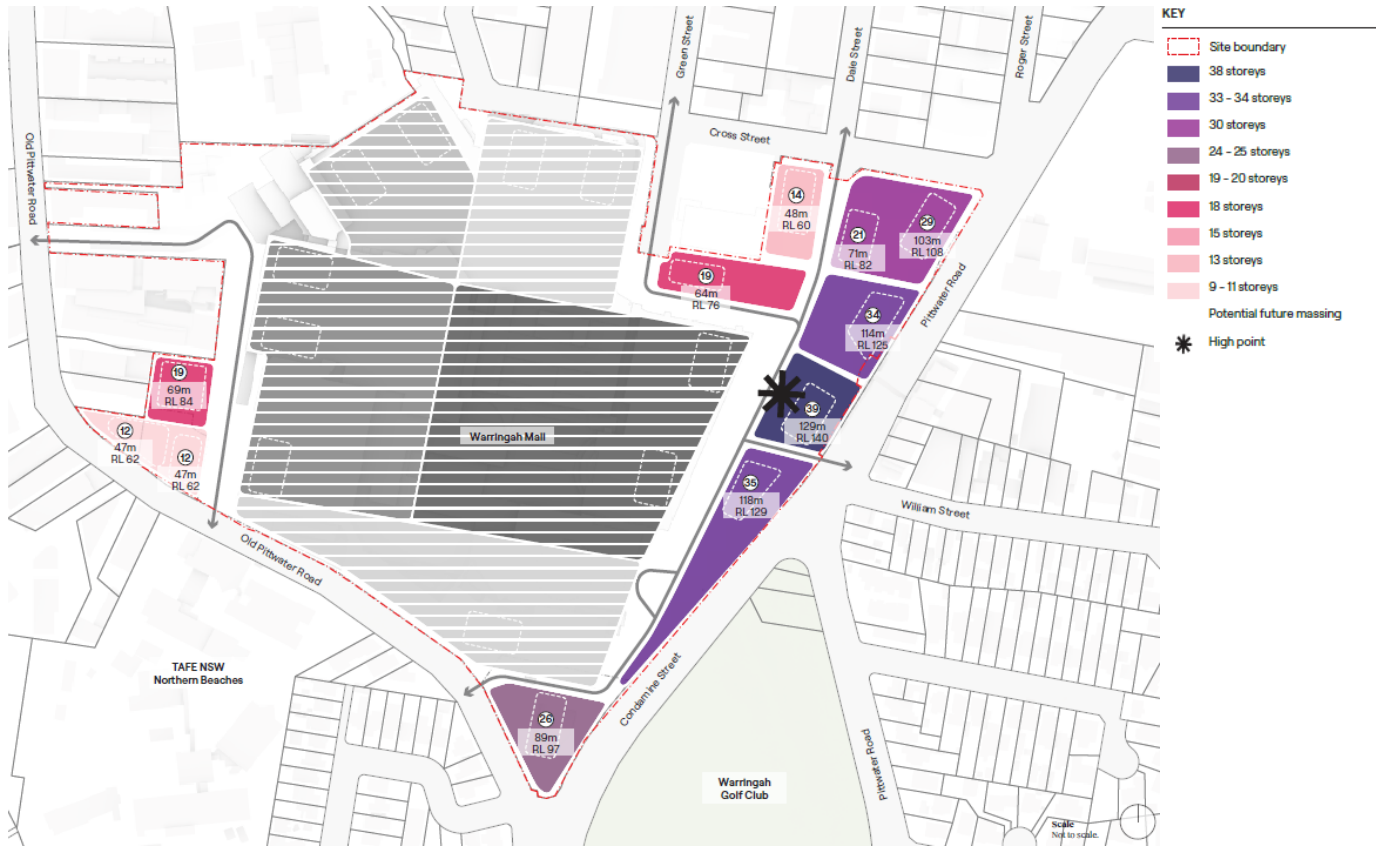 KEY
Site boundary
38 storeys
33 - 34 storeys
30 storeys
24 - 25 storeys
19 - 20 storeys
18 storeys
15 storeys
13 storeys
9 - 11 storeys
Potential future massing
High point
Green Street
Dale Street
Roger Street
Cross Street
Old Pittwater Road
14
48m
RL 60
21
71m
RL 82
29
103m
RL 108
19
64m
RL 76
34
114m
RL 125
Pittwater Road
39
129m
RL 140
19
69m
RL 84
12
47m
RL 62
12
47m
RL 62
Warringah Mall
35
118m
RL 129
William Street
Old Pittwater Road
TAFE NSW
Northern Beaches
Condamine Street
26
89m
RL 97
Pittwater Road
Warringah
Golf Club
Scale
Not to scale.